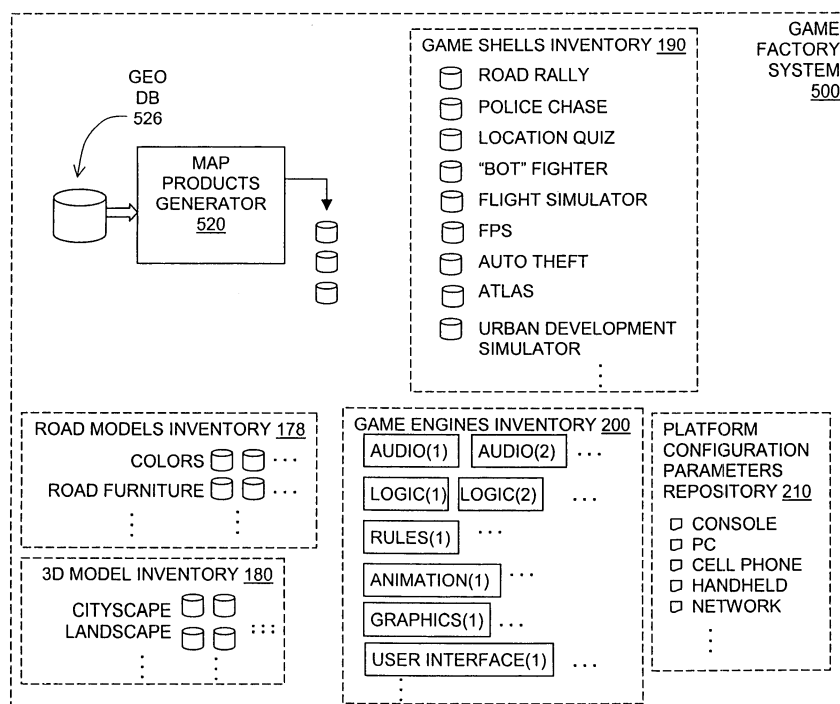 GAME
FACTORY
SYSTEM
500
GEO
DB
526
MAP
PRODUCTS
GENERATOR
520
GAME SHELLS INVENTORY 190
ROAD RALLY
POLICE CHASE
LOCATION QUIZ
“BOT” FIGHTER
FLIGHT SIMULATOR
FPS
AUTO THEFT
ATLAS
URBAN DEVELOPMENT
SIMULATOR
ROAD MODELS INVENTORY 178
COLORS
ROAD FURNITURE
3D MODEL INVENTORY 180
CITYSCAPE
LANDSCAPE
GAME ENGINES INVENTORY 200
AUDIO(1) AUDIO(2)
LOGIC(1) LOGIC(2)
RULES(1)
ANIMATION(1)
GRAPHICS(1)
USER INTERFACE(1)
PLATFORM
CONFIGURATION
PARAMETERS
REPOSITORY 210
CONSOLE
PC
CELL PHONE
HANDHELD
NETWORK